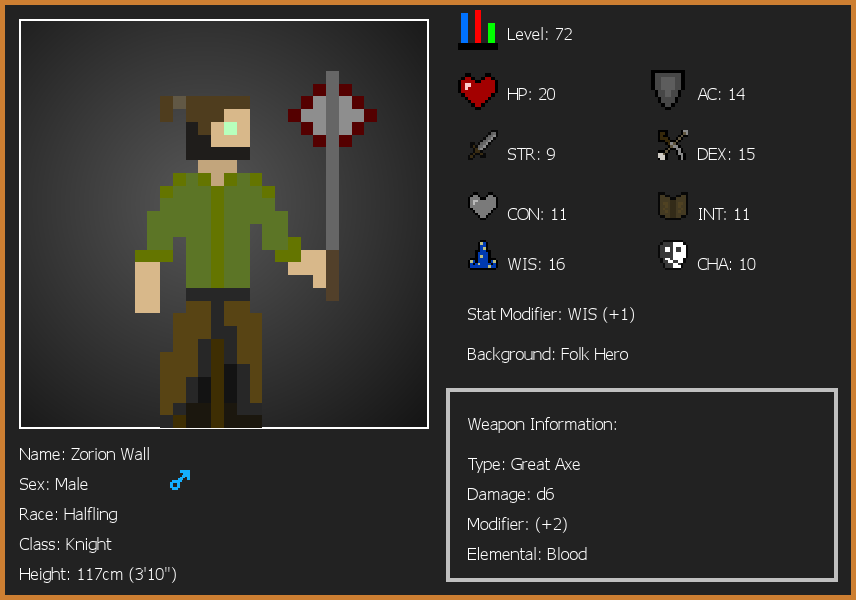 Level: 72
HP: 20
AC: 14
STR: 9
DEX: 15
CON: 11
INT: 11
WIS: 16
CHA: 10
Stat Modifier: WIS (+1)
Background: Folk Hero
Weapon Information:
Type: Great Axe
Damage: d6
Modifier: (+2)
Elemental: Blood
Name: Zorion Wall
Sex: Male
Race: Halfling
Class: Knight
Height: 117cm (3'10")